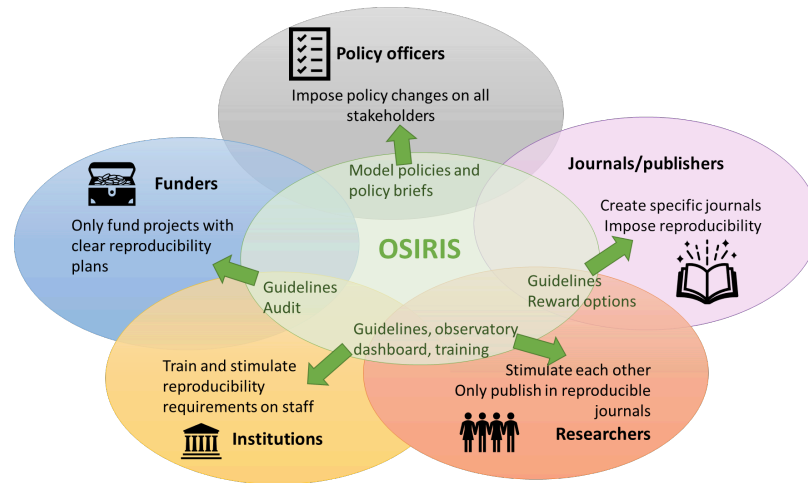 Policy officers
Impose policy changes on all
stakeholders
Model policies and
policy briefs
Funders
Only fund projects with
clear reproducibility
plans
Guidelines
Audit
OSIRIS
Journals/publishers
Create specific journals
Impose reproducibility
Guidelines
Reward options
Guidelines, observatory
dashboard, training
Train and stimulate
reproducibility
requirements on staff
Institutions
Stimulate each other
Only publish in reproducible
journals
Researchers